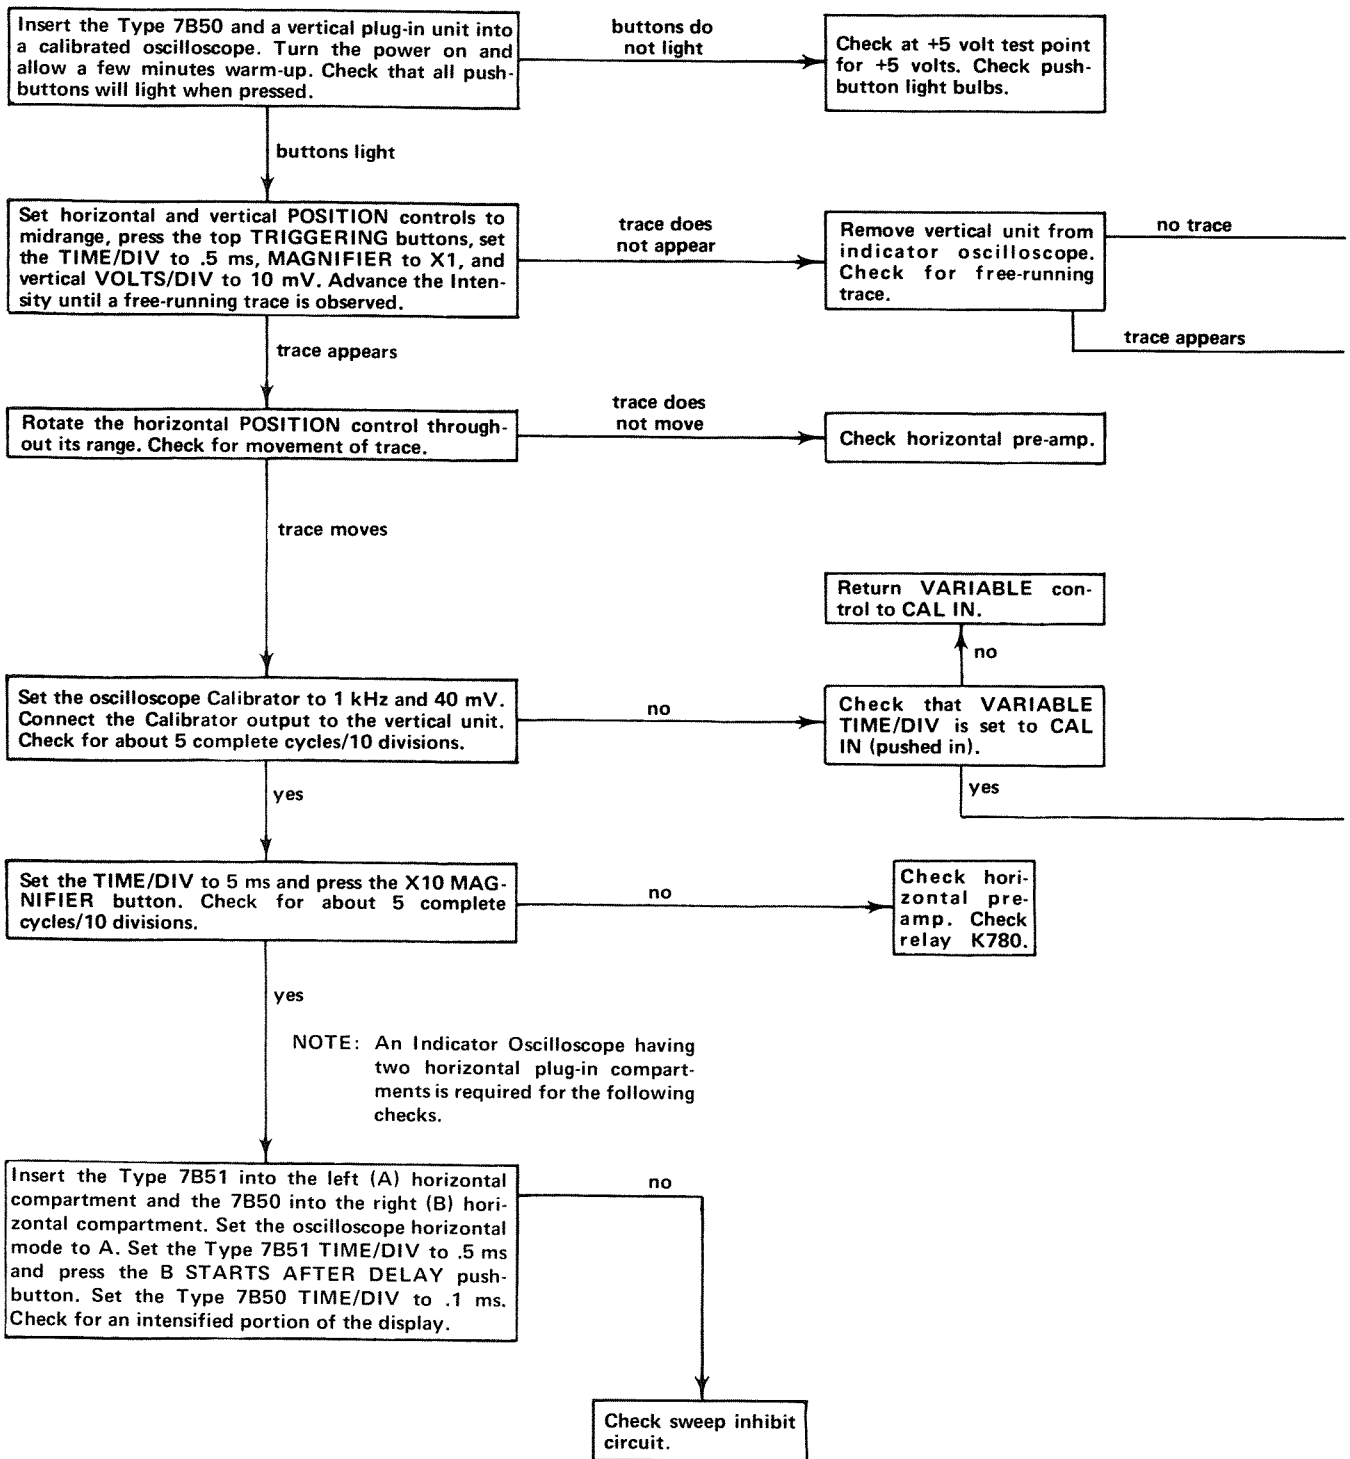 Insert the Type 7B50 and a vertical plug-in unit into
a calibrated oscilloscope. Turn the power on and
allow a few minutes warm-up. Check that all push-
buttons will light when pressed.
buttons do
not light
Check at +5 volt test point
for +5 volts. Check push-
button light bulbs.
buttons light
Set horizontal and vertical POSITION controls to
midrange, press the top TRIGGERING buttons, set
the TIME/DIV to .5 ms, MAGNIFIER to X1, and
vertical VOLTS/DIV to 10 mV. Advance the Inten-
sity until a free-running trace is observed.
trace does
not appear
Remove vertical unit from
indicator oscilloscope.
Check for free-running
trace.
no trace
trace appears
trace appears
Rotate the horizontal POSITION control through-
out its range. Check for movement of trace.
trace does
not move
Check horizontal pre-amp.
trace moves
Return VARIABLE con-
trol to CAL IN.
no
Set the oscilloscope Calibrator to 1 kHz and 40 mV.
Connect the Calibrator output to the vertical unit.
Check for about 5 complete cycles/10 divisions.
no
Check that VARIABLE
TIME/DIV is set to CAL
IN (pushed in).
yes
yes
Set the TIME/DIV to 5 ms and press the X10 MAG-
NIFIER button. Check for about 5 complete
cycles/10 divisions.
no
Check hori-
zontal pre-
amp. Check
relay K780.
yes
NOTE: An Indicator Oscilloscope having
two horizontal plug-in compart-
ments is required for the following
checks.
Insert the Type 7B51 into the left (A) horizontal
compartment and the 7B50 into the right (B) hori-
zontal compartment. Set the oscilloscope horizontal
mode to A. Set the Type 7B51 TIME/DIV to .5 ms
and press the B STARTS AFTER DELAY push-
button. Set the Type 7B50 TIME/DIV to .1 ms.
Check for an intensified portion of the display.
no
Check sweep inhibit
circuit.